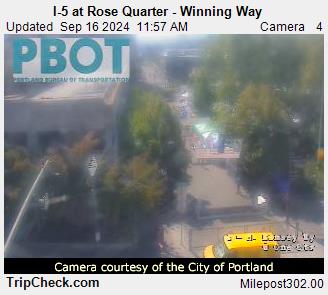 I-5 at Rose Quarter - Winning Way
Updated Sep 16 2024 11:57 AM Camera 4
PBOT
PORTLAND BUREAU OF TRANSPORTATION
Camera courtesy of the City of Portland
TripCheck.com Milepost302.00